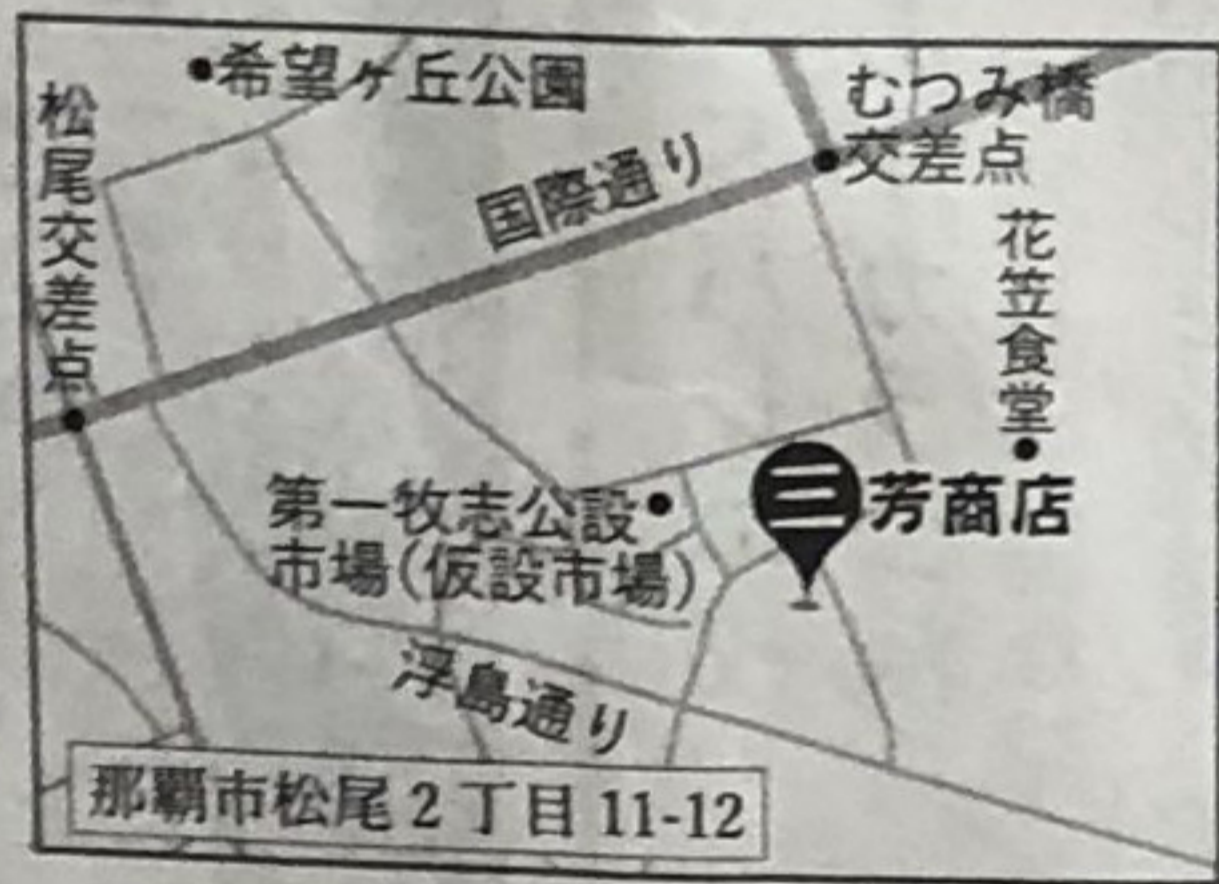 希望ヶ丘公園
松尾交差点
むつみ橋
交差点
国際通り
花笠食堂
三芳商店
第一牧志公設
市場(仮設市場)
浮島通り
那覇市松尾2丁目11-12